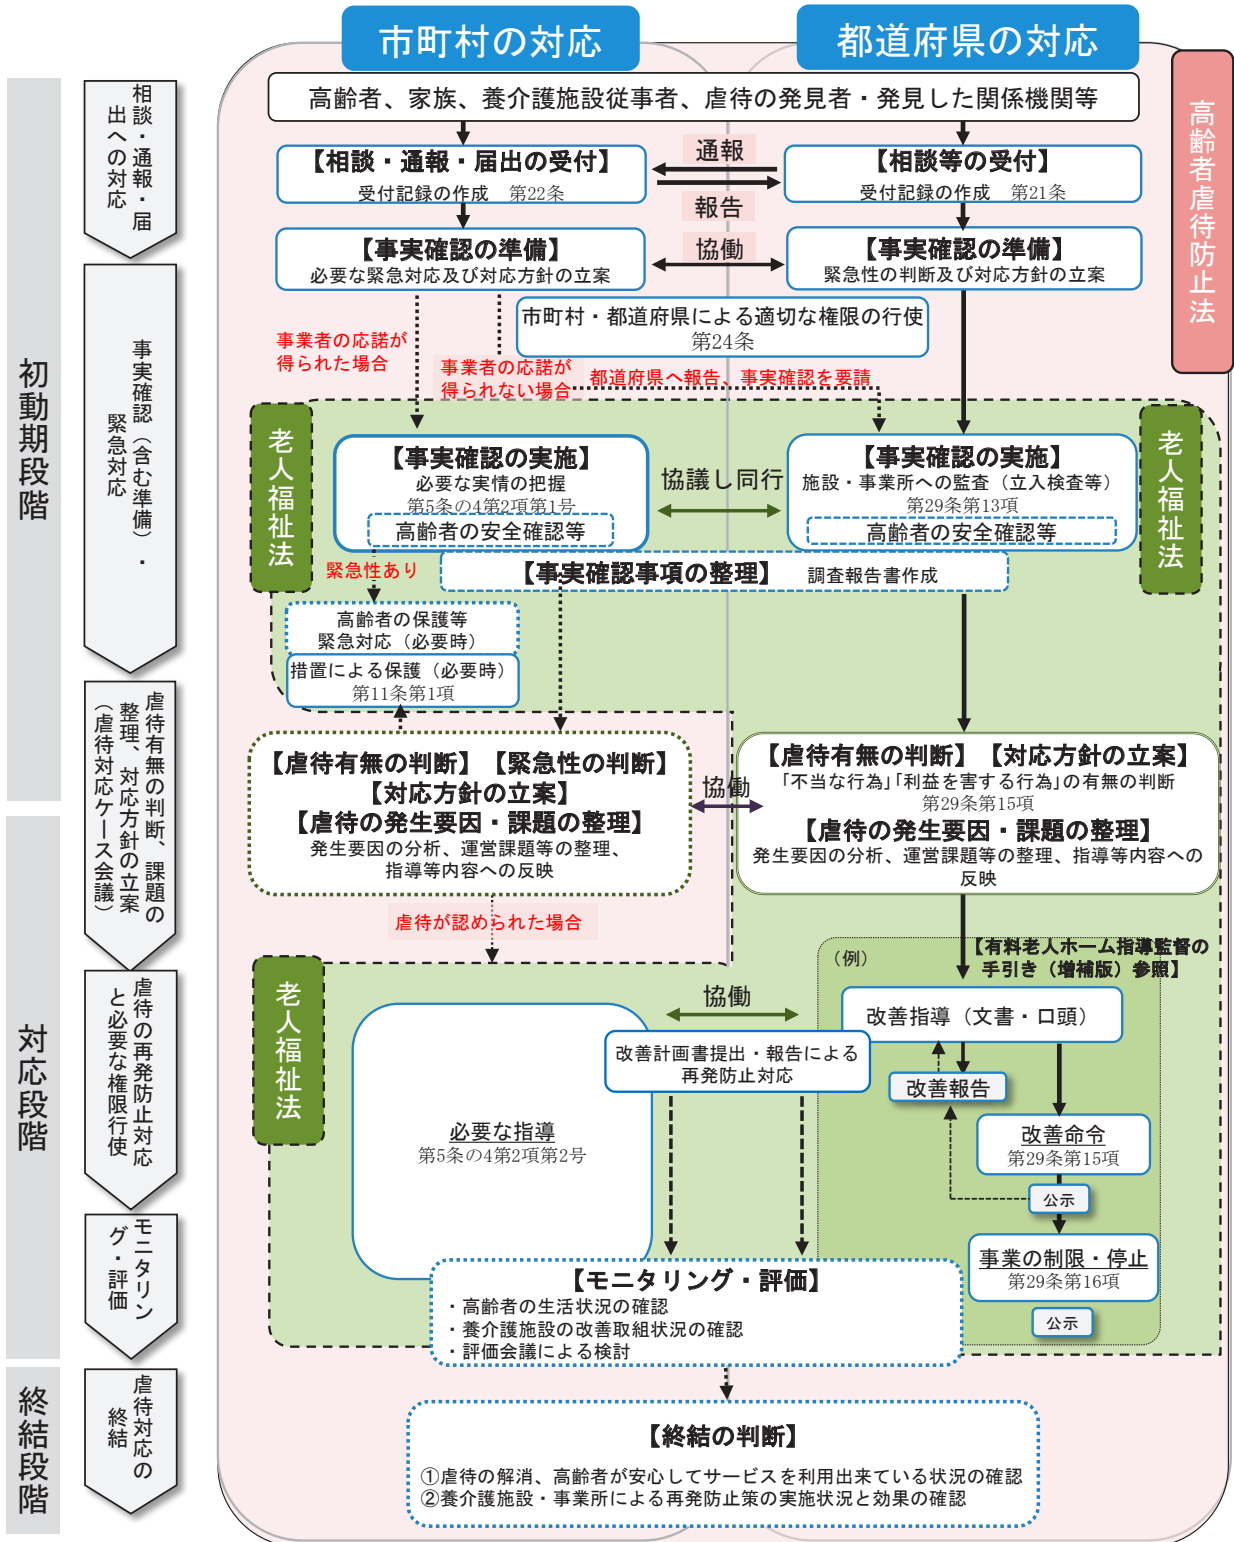 市町村の対応
都道府県の対応
高齢者虐待防止法
高齢者、家族、養介護施設従事者、虐待の発見者・発見した関係機関等
初動期段階
相談・通報・届
出への対応
【相談・通報・届出の受付】
受付記録の作成　第22条
通報
報告
【相談等の受付】
受付記録の作成　第21条
【事実確認の準備】
必要な緊急対応及び対応方針の立案
協働
【事実確認の準備】
緊急性の判断及び対応方針の立案
事実確認（含む準備）・
緊急対応
市町村・都道府県による適切な権限の行使
第24条
事業者の応諾が
得られた場合
事業者の応諾が
得られない場合
都道府県へ報告、事実確認を要請
老人福祉法
老人福祉法
【事実確認の実施】
必要な実情の把握
第5条の4第2項第1号
高齢者の安全確認等
協議し同行
【事実確認の実施】
施設・事業所への監査（立入検査等）
第29条第13項
高齢者の安全確認等
緊急性あり
【事実確認事項の整理】　調査報告書作成
高齢者の保護等
緊急対応（必要時）
措置による保護（必要時）
第11条第1項
虐待有無の判断、課題の
整理、対応方針の立案
（虐待対応ケース会議）
【虐待有無の判断】【緊急性の判断】
【対応方針の立案】
【虐待の発生要因・課題の整理】
発生要因の分析、運営課題等の整理、
指導等内容への反映
協働
【虐待有無の判断】【対応方針の立案】
「不当な行為」「利益を害する行為」の有無の判断
第29条第15項
【虐待の発生要因・課題の整理】
発生要因の分析、運営課題等の整理、指導等内容への
反映
虐待が認められた場合
対応段階
虐待の再発防止対応
と必要な権限行使
老人福祉法
（例）
【有料老人ホーム指導監督の
手引き（増補版）参照】
協働
改善指導（文書・口頭）
改善計画書提出・報告による
再発防止対応
改善報告
必要な指導
第5条の4第2項第2号
改善命令
第29条第15項
公示
事業の制限・停止
第29条第16項
公示
モニタリン
グ・評価
【モニタリング・評価】
・高齢者の生活状況の確認
・養介護施設の改善取組状況の確認
・評価会議による検討
終結段階
虐待対応の
終結
【終結の判断】
①虐待の解消、高齢者が安心してサービスを利用出来ている状況の確認
②養介護施設・事業所による再発防止策の実施状況と効果の確認